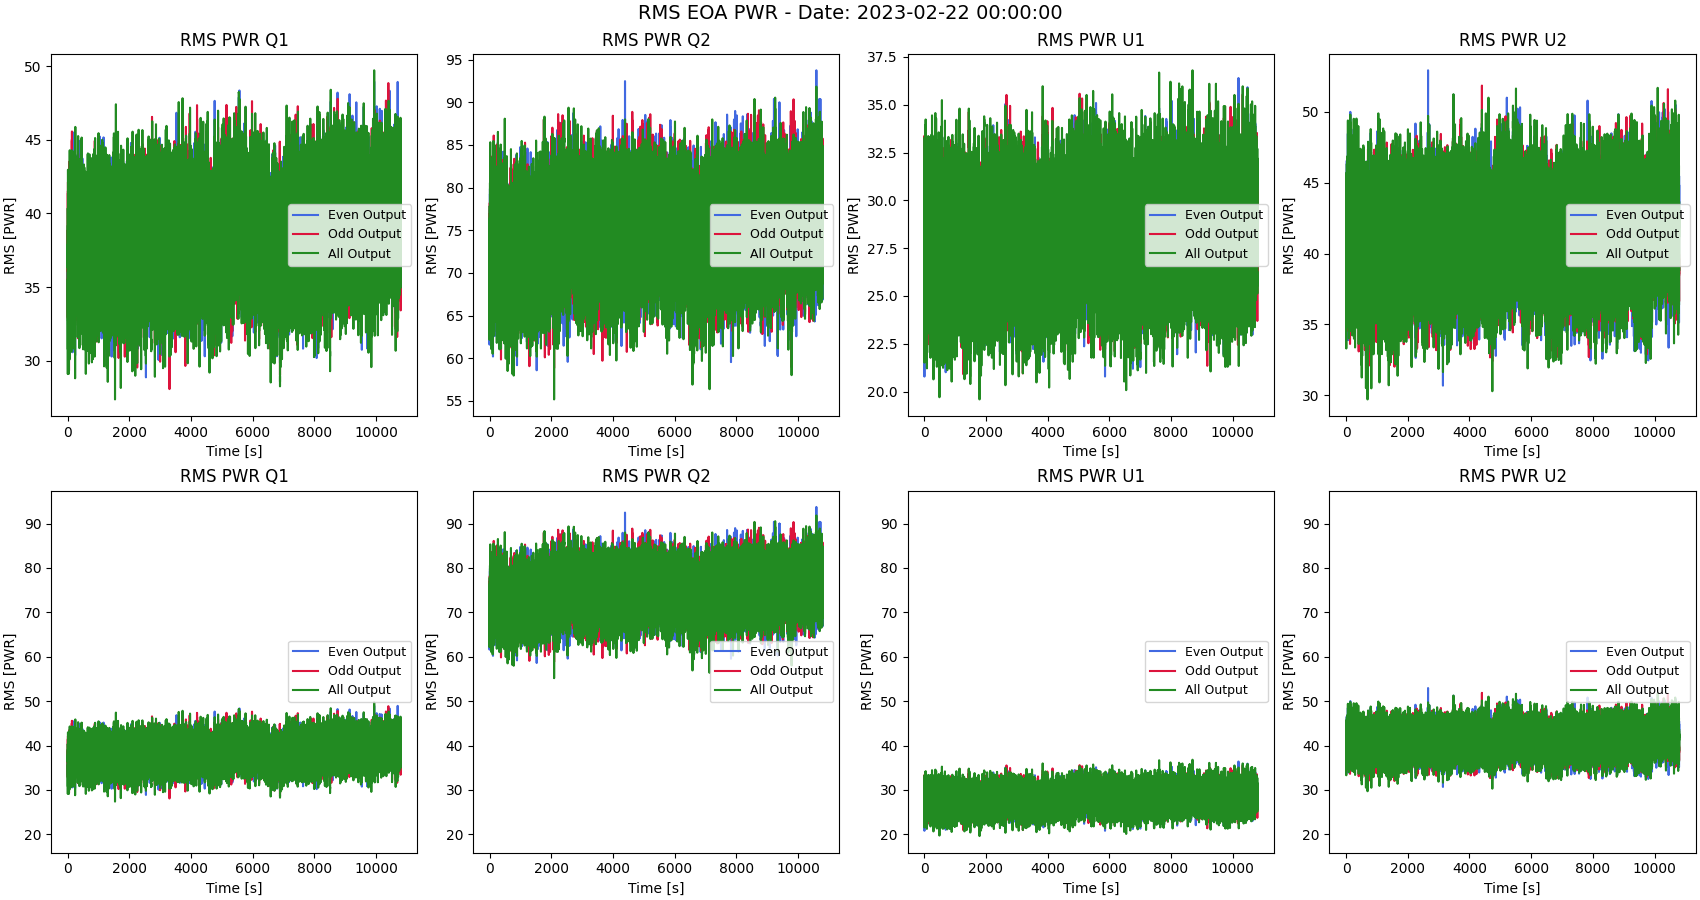 RMS EOA PWR - Date: 2023-02-22 00:00:00
RMS PWR Q1
RMS [PWR]
50
45
40
35
30
0 2000 4000 6000 8000 10000
Time [s]
Even Output
Odd Output
All Output
RMS PWR Q2
RMS [PWR]
95
90
85
80
75
70
65
60
55
0 2000 4000 6000 8000 10000
Time [s]
Even Output
Odd Output
All Output
RMS PWR U1
RMS [PWR]
37.5
35.0
32.5
30.0
27.5
25.0
22.5
20.0
0 2000 4000 6000 8000 10000
Time [s]
Even Output
Odd Output
All Output
RMS PWR U2
RMS [PWR]
50
45
40
35
30
0 2000 4000 6000 8000 10000
Time [s]
Even Output
Odd Output
All Output
RMS PWR Q1
RMS [PWR]
90
80
70
60
50
40
30
20
0 2000 4000 6000 8000 10000
Time [s]
Even Output
Odd Output
All Output
RMS PWR Q2
RMS [PWR]
90
80
70
60
50
40
30
20
0 2000 4000 6000 8000 10000
Time [s]
Even Output
Odd Output
All Output
RMS PWR U1
RMS [PWR]
90
80
70
60
50
40
30
20
0 2000 4000 6000 8000 10000
Time [s]
Even Output
Odd Output
All Output
RMS PWR U2
RMS [PWR]
90
80
70
60
50
40
30
20
0 2000 4000 6000 8000 10000
Time [s]
Even Output
Odd Output
All Output